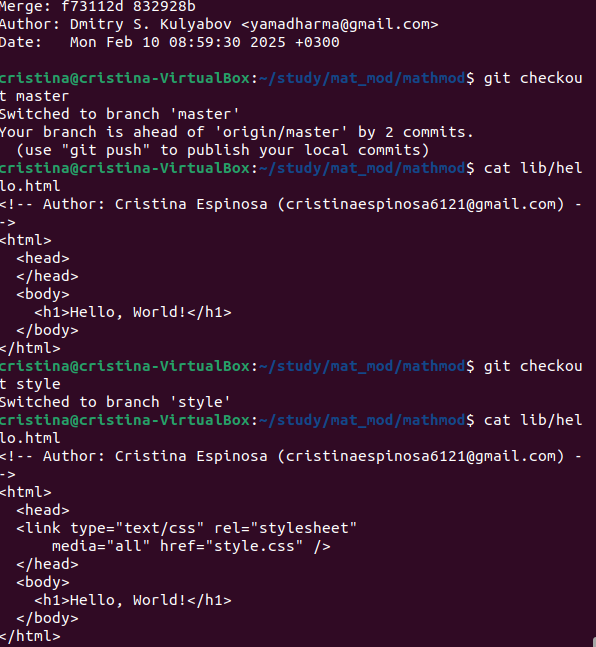 Merge: f73112d 832928b
Author: Dmitry S. Kulyabov <yamadharma@gmail.com>
Date:   Mon Feb 10 08:59:30 2025 +0300
cristina@cristina-VirtualBox:~/study/mat_mod/mathmod$ git checkou
t master
Switched to branch 'master'
Your branch is ahead of 'origin/master' by 2 commits.
  (use "git push" to publish your local commits)
cristina@cristina-VirtualBox:~/study/mat_mod/mathmod$ cat lib/hel
lo.html
<!-- Author: Cristina Espinosa (cristinaespinosa6121@gmail.com) -
->
<html>
  <head>
  </head>
  <body>
    <h1>Hello, World!</h1>
  </body>
</html>
cristina@cristina-VirtualBox:~/study/mat_mod/mathmod$ git checkou
t style
Switched to branch 'style'
cristina@cristina-VirtualBox:~/study/mat_mod/mathmod$ cat lib/hel
lo.html
<!-- Author: Cristina Espinosa (cristinaespinosa6121@gmail.com) -
->
<html>
  <head>
  <link type="text/css" rel="stylesheet"
      media="all" href="style.css" />
  </head>
  <body>
    <h1>Hello, World!</h1>
  </body>
</html>